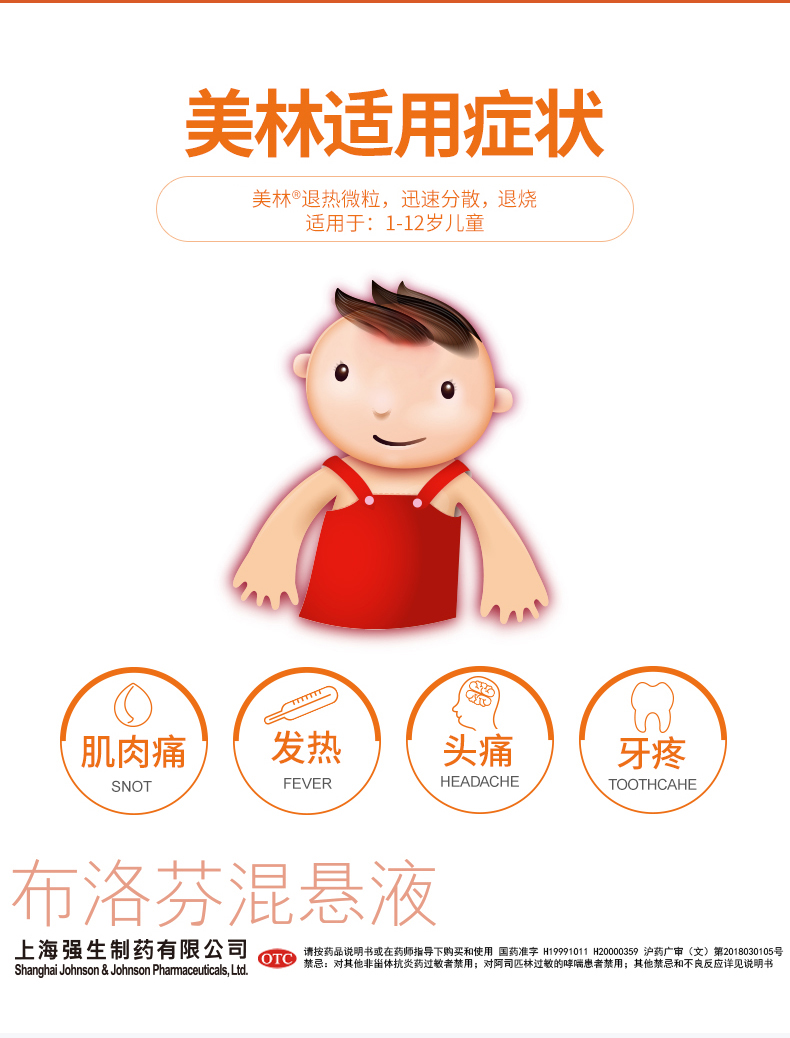 美林适用症状
美林®退热微粒，迅速分散，退烧
适用于：1-12岁儿童
肌肉痛
SNOT
发热
FEVER
头痛
HEADACHE
牙疼
TOOTHCAHE
布洛芬混悬液
上海强生制药有限公司
Shanghai Johnson & Johnson Pharmaceuticals, Ltd.
OTC
请按药品说明书或在药师指导下购买和使用 国药准字 H19991011 H20000359 沪药广审（文）第2018030105号
禁忌：对其他非甾体抗炎药过敏者禁用；对阿司匹林过敏的哮喘患者禁用；其他禁忌和不良反应详见说明书